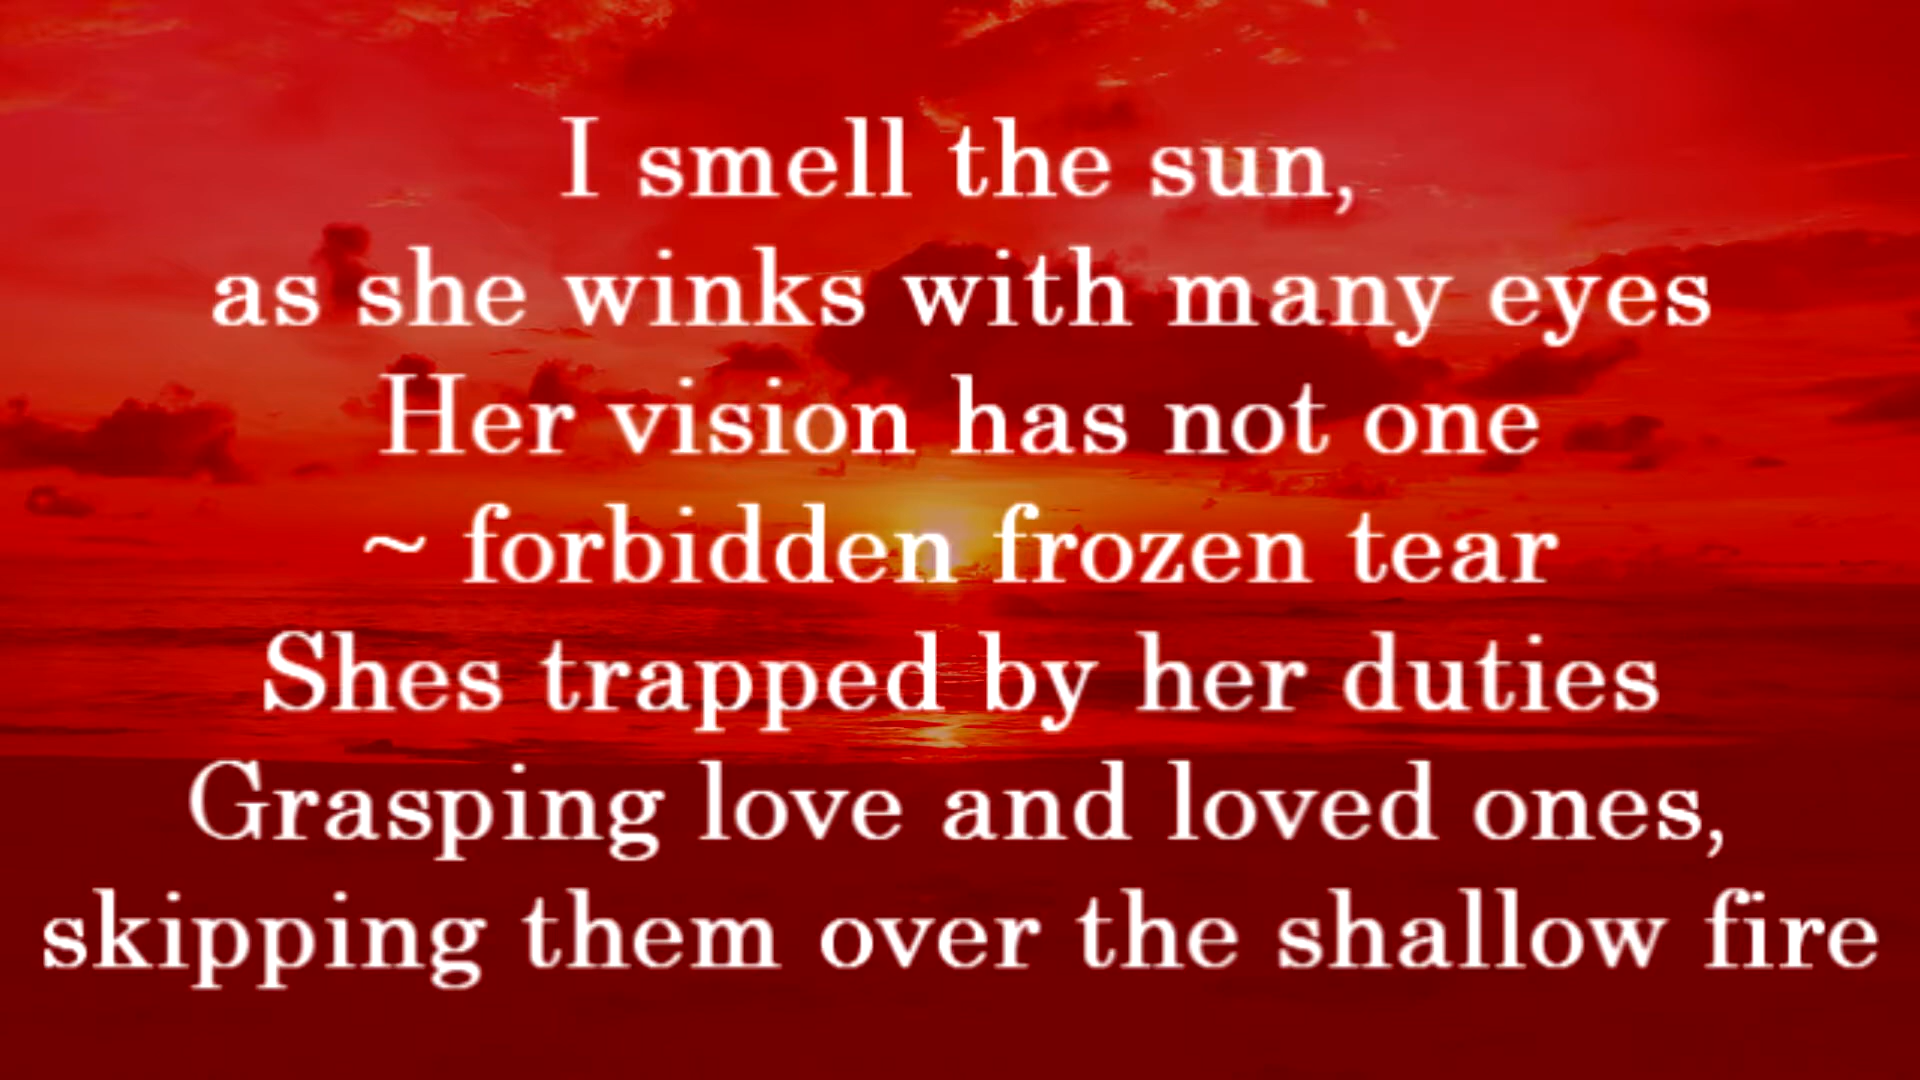 I smell the sun,
as she winks with many eyes
Her vision has not one
~ forbidden frozen tear
Shes trapped by her duties
Grasping love and loved ones,
skipping them over the shallow fire